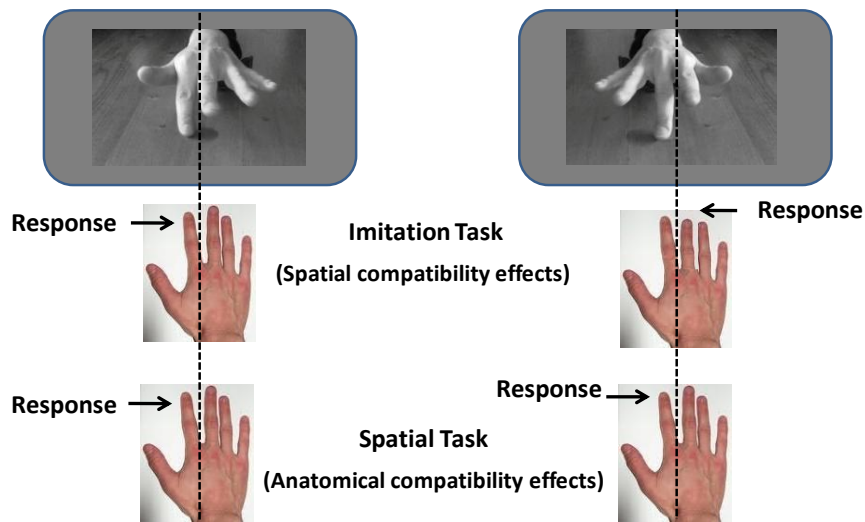 Response
Response
Imitation Task
(Spatial compatibility effects)
Response
Response
Spatial Task
(Anatomical compatibility effects)